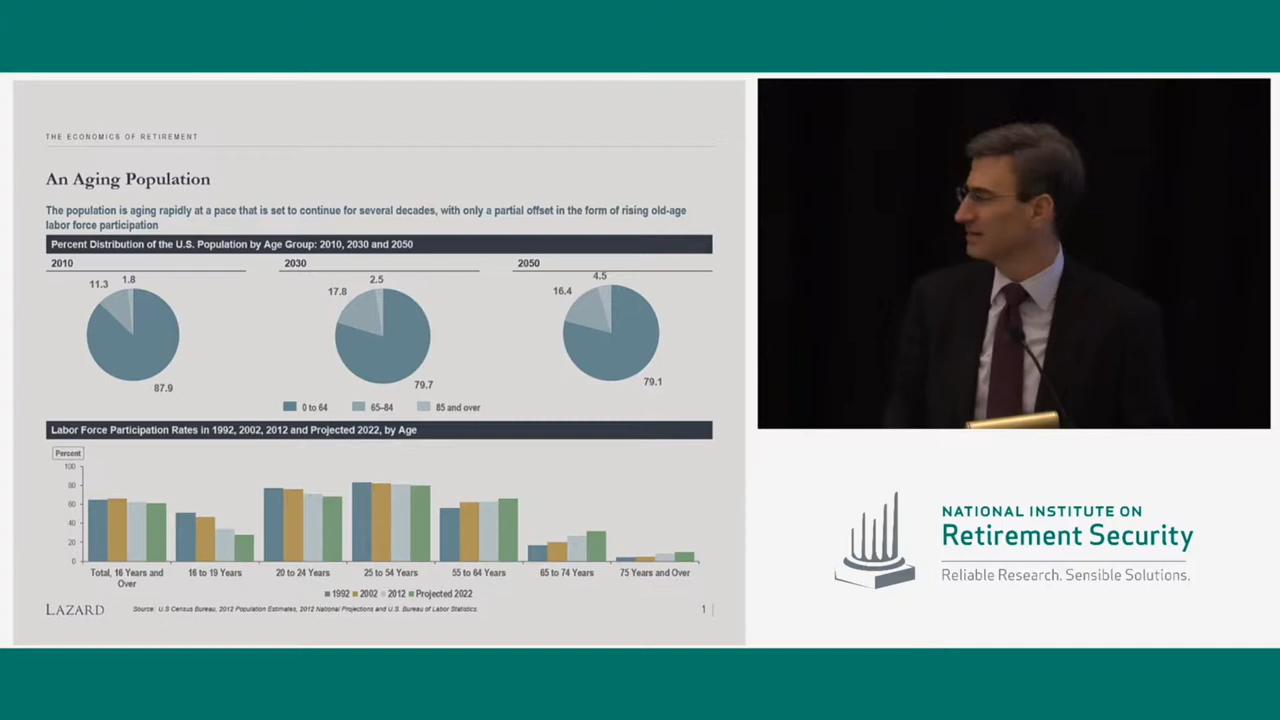 THE ECONOMICS OF RETIREMENT
An Aging Population
The population is aging rapidly at a pace that is set to continue for several decades, with only a partial offset in the form of rising old-age
labor force participation
Percent Distribution of the U.S. Population by Age Group: 2010, 2030 and 2050
2010
2030
2050
11.3
1.8
87.9
17.8
2.5
79.7
16.4
4.5
79.1
0 to 64
65–84
85 and over
Labor Force Participation Rates in 1992, 2002, 2012 and Projected 2022, by Age
Percent
100
80
60
40
20
0
Total, 16 Years and
Over
16 to 19 Years
20 to 24 Years
25 to 54 Years
55 to 64 Years
65 to 74 Years
75 Years and Over
1992
2002
2012
Projected 2022
LAZARD
Source: U.S Census Bureau, 2012 Population Estimates, 2012 National Projections and U.S. Bureau of Labor Statistics.
1
NATIONAL INSTITUTE ON
Retirement Security
Reliable Research. Sensible Solutions.